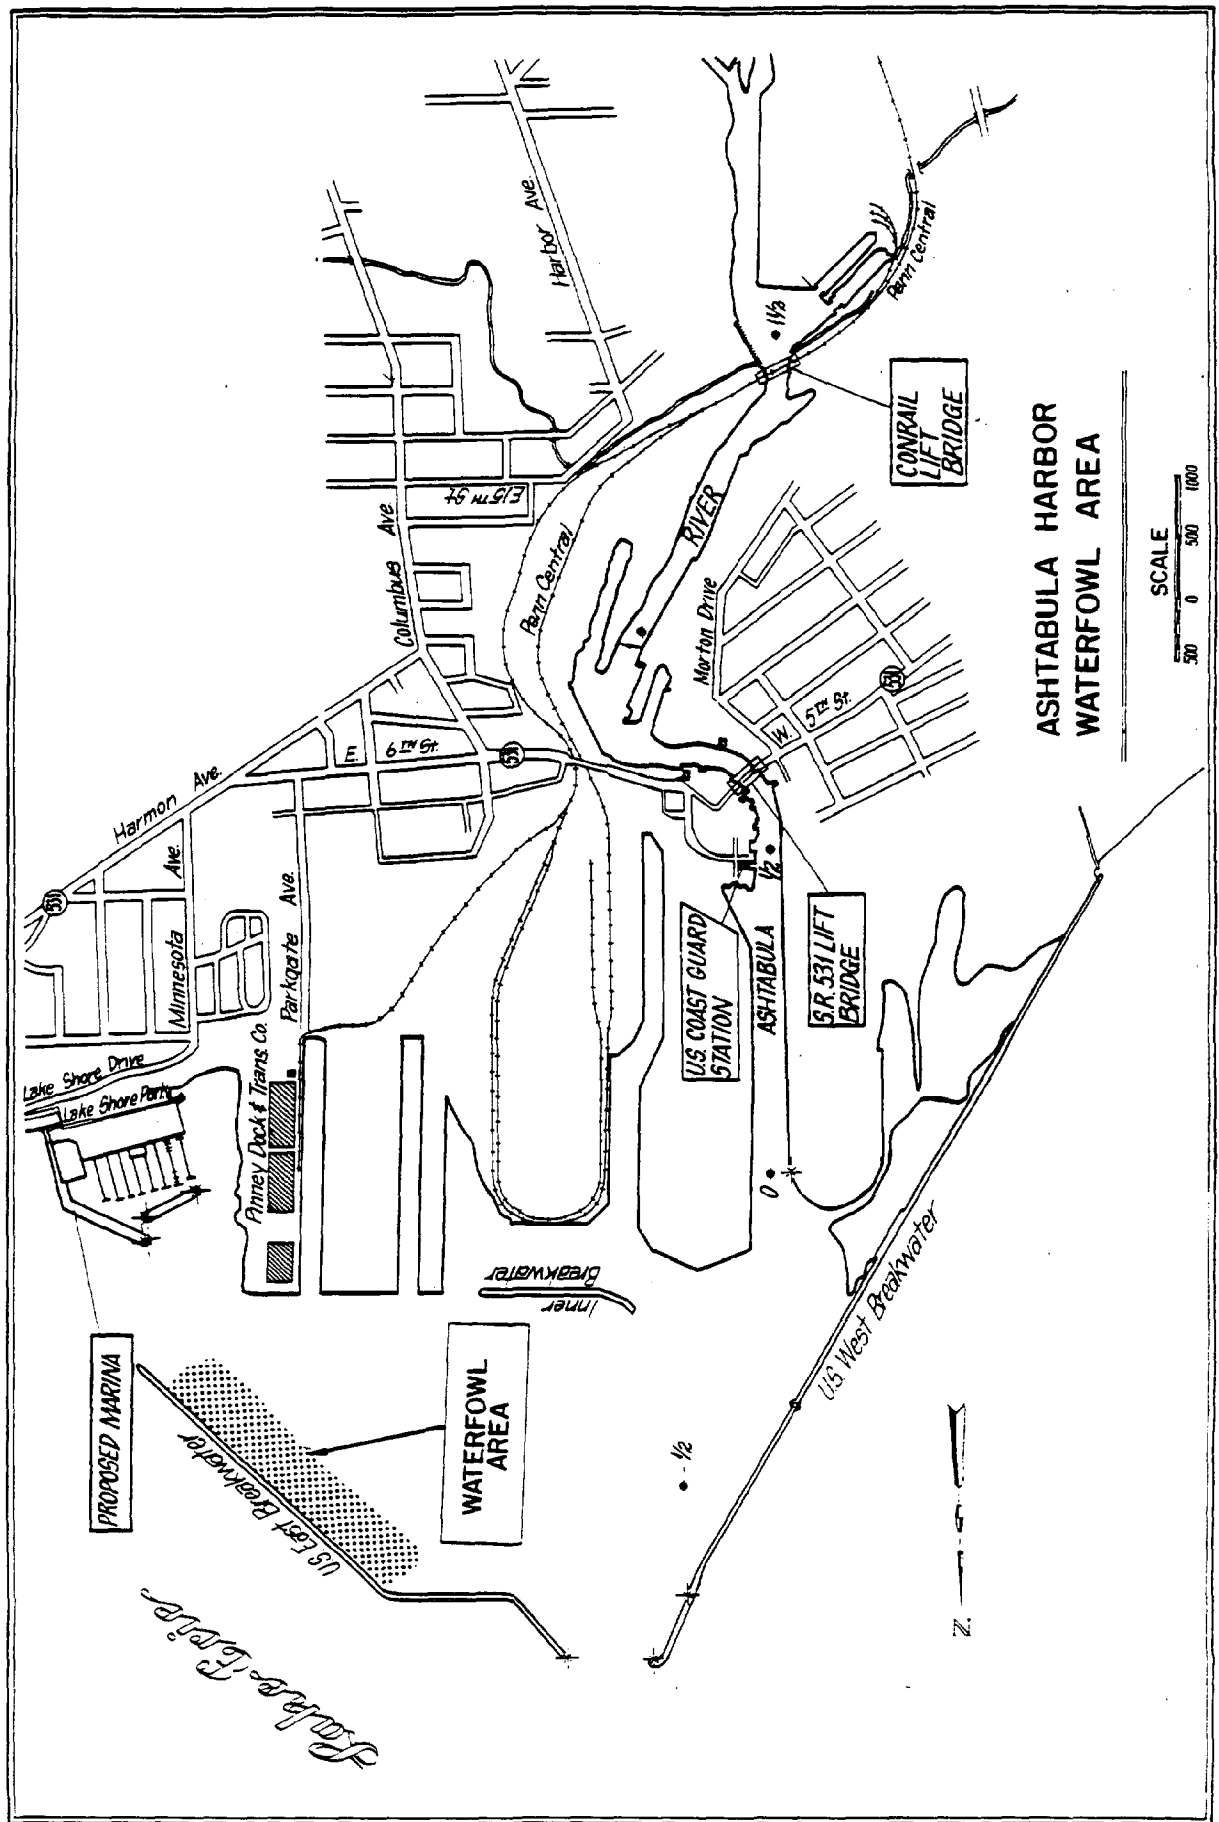 Harbor Ave.
Penn Central
1½
CONRAIL
LIFT
BRIDGE
E.15TH St.
Columbus Ave.
Penn Central
RIVER
Morton Drive
W. 5TH St.
531
ASHTABULA HARBOR
WATERFOWL AREA
SCALE
500 0 500 1000
Harmon Ave.
531
E. 9TH St.
531
Minnesota Ave.
Parkgate Ave.
½
U.S. COAST GUARD
STATION
ASHTABULA
S.R. 531 LIFT
BRIDGE
Lake Shore Drive
Lake Shore Park
Pinney Dock & Trans. Co.
0
Inner
Breakwater
U.S. West Breakwater
PROPOSED MARINA
WATERFOWL
AREA
US East Breakwater
-½
Lake Erie
N.